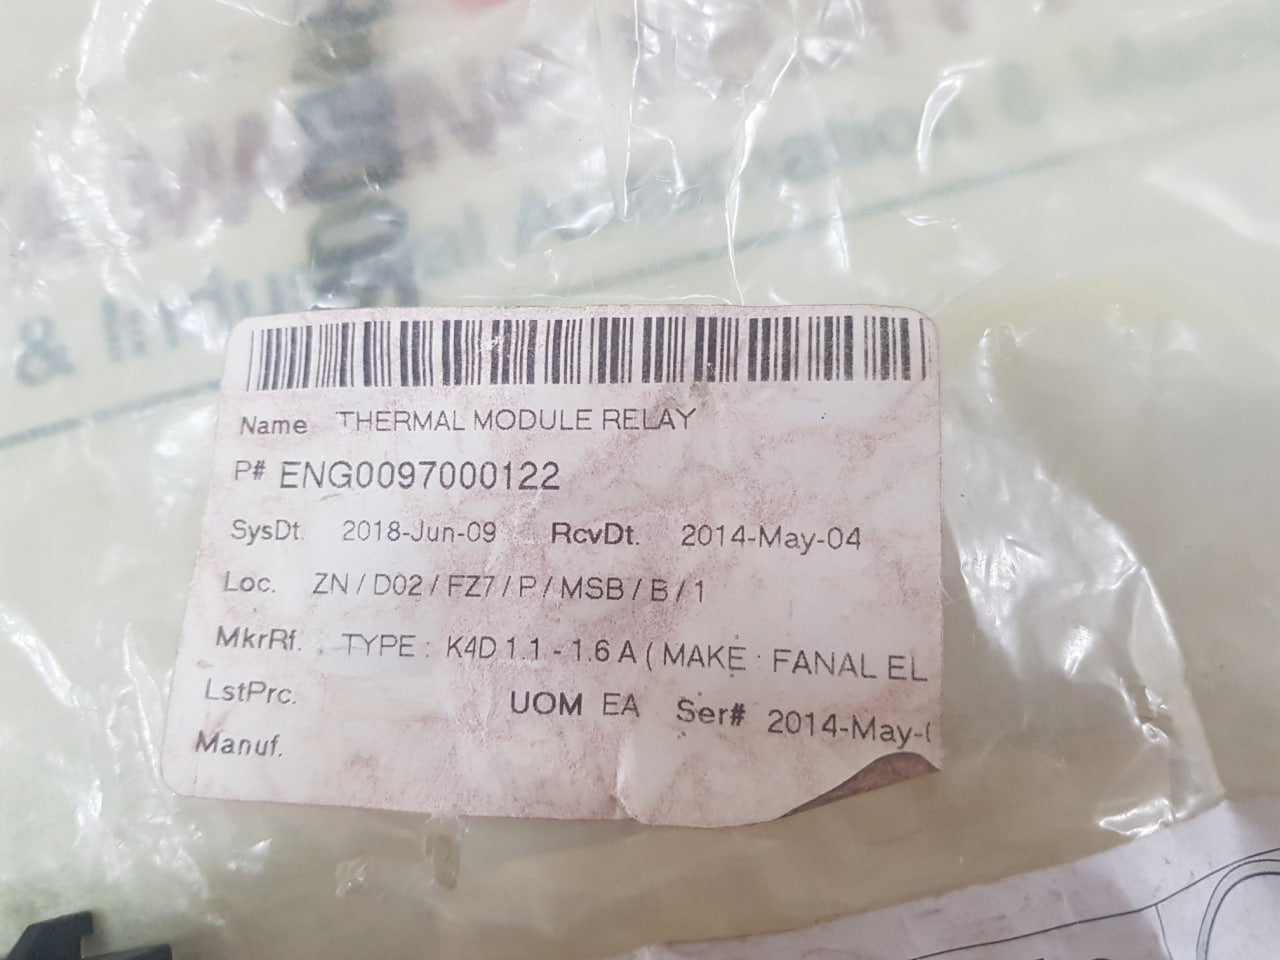 Name THERMAL MODULE RELAY
P# ENG0097000122
SysDt. 2018-Jun-09 RcvDt. 2014-May-04
Loc. ZN / D02 / FZ7 / P / MSB / B / 1
MkrRf. TYPE : K4D 1.1 - 1.6 A ( MAKE : FANAL EL
LstPrc. UOM EA Ser# 2014-May-
Manuf.